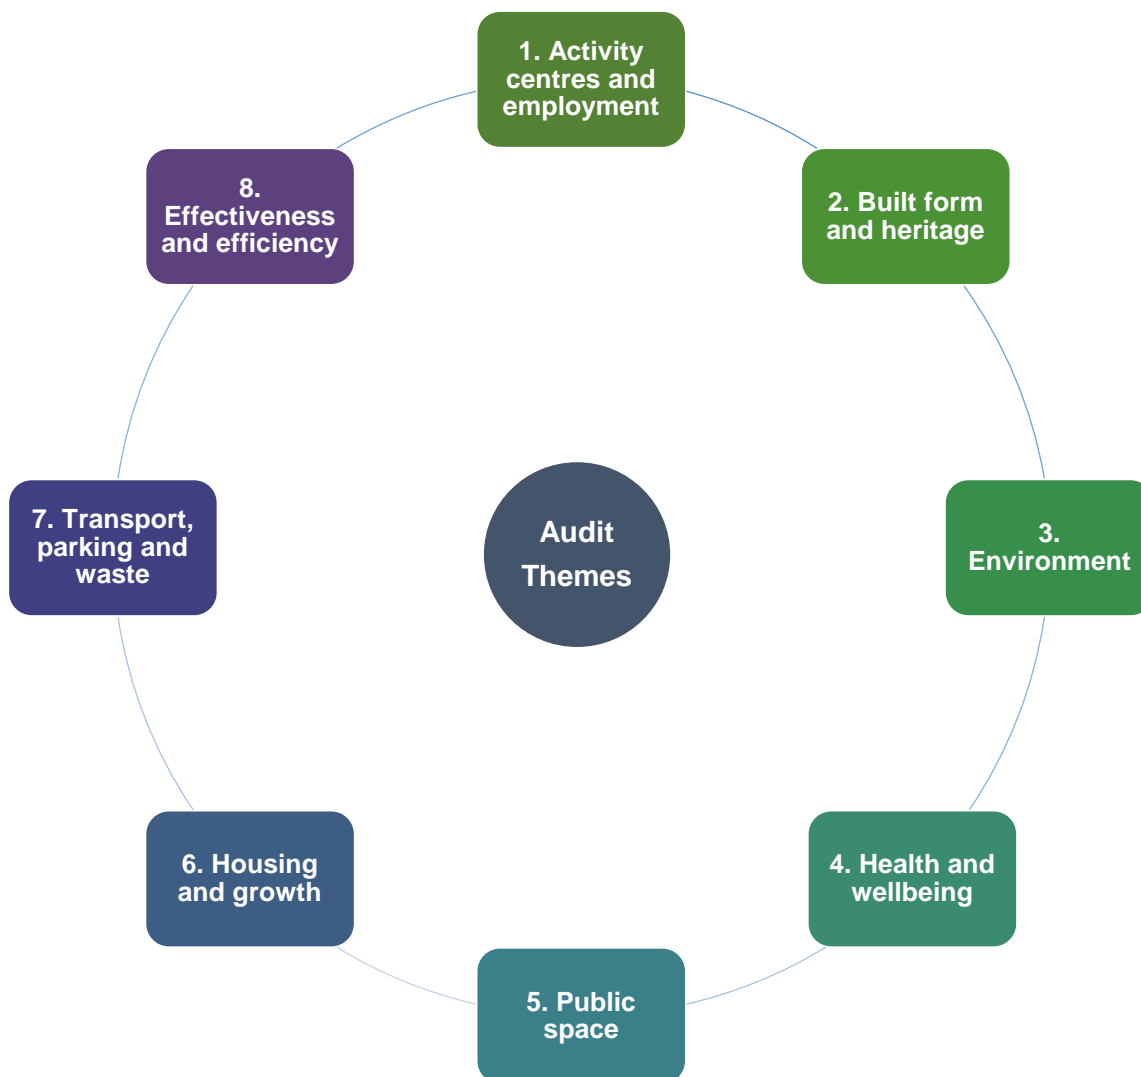 1. Activity
centres and
employment
2. Built form
and heritage
3.
Environment
4. Health and
wellbeing
5. Public
space
6. Housing
and growth
7. Transport,
parking and
waste
8.
Effectiveness
and efficiency
Audit
Themes